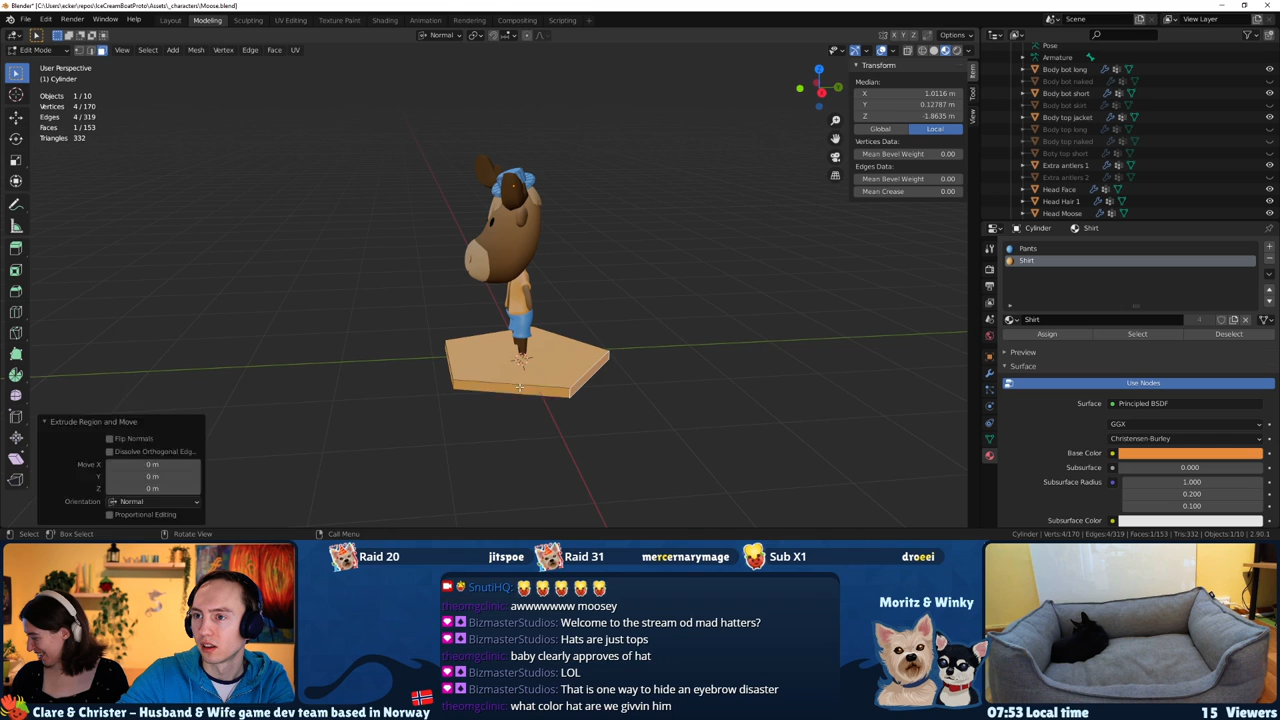 Blender* [C:\Users\ecker\repos\IceCreamBoatProto\Assets\_characters\Moose.blend]
File Edit Render Window Help Layout Modeling Sculpting UV Editing Texture Paint Shading Animation Rendering Compositing Scripting Scene View Layer
Normal Options
Edit Mode View Select Add Mesh Vertex Edge Face UV X Y Z
User Perspective
(1) Cylinder
Objects 1 / 10
Vertices 4 / 170
Edges 4 / 319
Faces 1 / 153
Triangles 332
Transform
Median:
X 1.0116 m
Y 0.12787 m
Z -1.8635 m
Global Local
Vertices Data:
Mean Bevel Weight 0.00
Edges Data:
Mean Bevel Weight 0.00
Mean Crease 0.00
Item
Tool
View
Pose
Armature
Body bot long
Body bot naked
Body bot short
Body bot skirt
Body top jacket
Body top long
Body top naked
Boty top short
Extra antlers 1
Extra antlers 2
Head Face
Head Hair 1
Head Moose
Cylinder Shirt
Pants
Shirt
Shirt 4
Assign Select Deselect
Preview
Surface
Use Nodes
Surface Principled BSDF
GGX
Christensen-Burley
Base Color
Subsurface 0.000
Subsurface Radius 1.000
0.200
0.100
Subsurface Color
Extrude Region and Move
Flip Normals
Dissolve Orthogonal Edg...
Move X 0 m
Y 0 m
Z 0 m
Orientation Normal
Proportional Editing
Select Box Select Rotate View Call Menu
Cylinder | Verts:4/170 | Edges:4/319 | Faces:1/153 | Tris:332 | Objects:1/10 | 2.90.1
Raid 20 jitspoe Raid 31 mercernarymage Sub X1 droeei
SnutiHQ:
theomgclinic: awwwwwww moosey
BizmasterStudios: Welcome to the stream od mad hatters?
BizmasterStudios: Hats are just tops
theomgclinic: baby clearly approves of hat
BizmasterStudios: LOL
BizmasterStudios: That is one way to hide an eyebrow disaster
theomgclinic: what color hat are we givvin him
Moritz & Winky
Clare & Christer – Husband & Wife game dev team based in Norway
07:53 Local time 15 Viewers